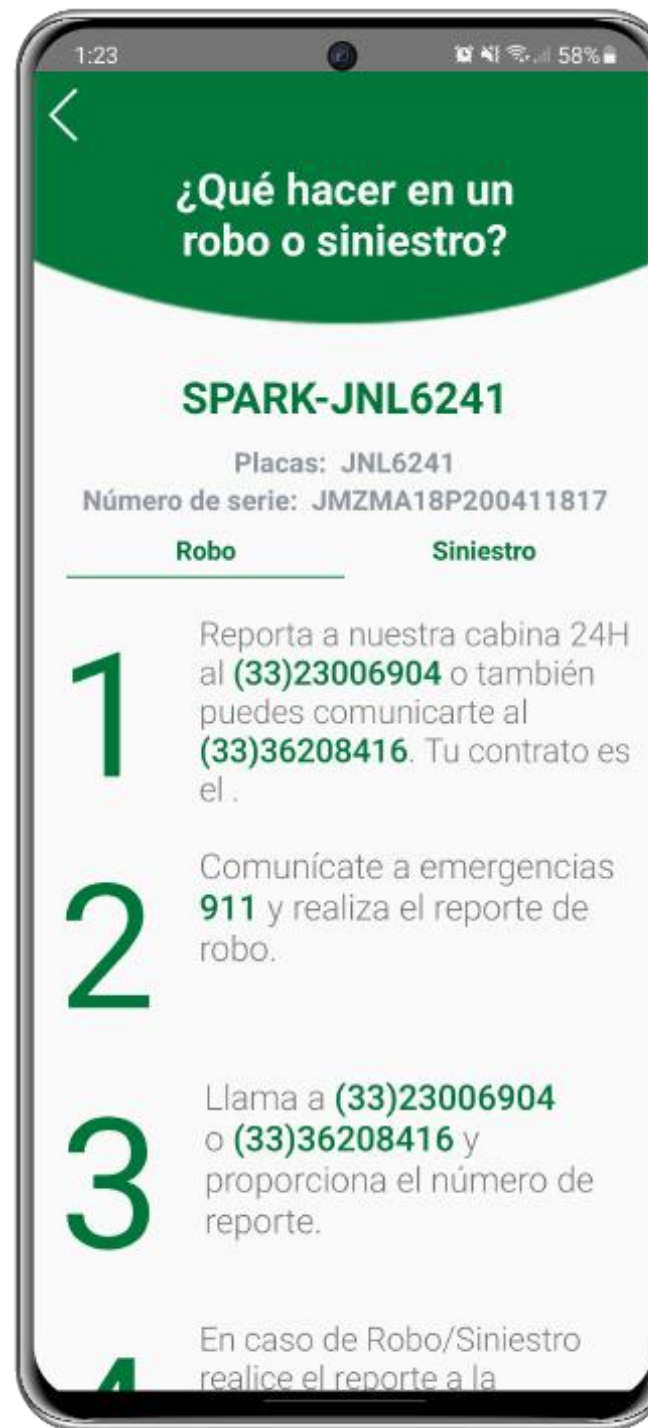 1:23 58%
¿Qué hacer en un
robo o siniestro?
SPARK-JNL6241
Placas: JNL6241
Número de serie: JMZMA18P200411817
Robo Siniestro
1
Reporta a nuestra cabina 24H
al (33)23006904 o también
puedes comunicarte al
(33)36208416. Tu contrato es
el .
2
Comunícate a emergencias
911 y realiza el reporte de
robo.
3
Llama a (33)23006904
o (33)36208416 y
proporciona el número de
reporte.
4
En caso de Robo/Siniestro
realice el reporte a la